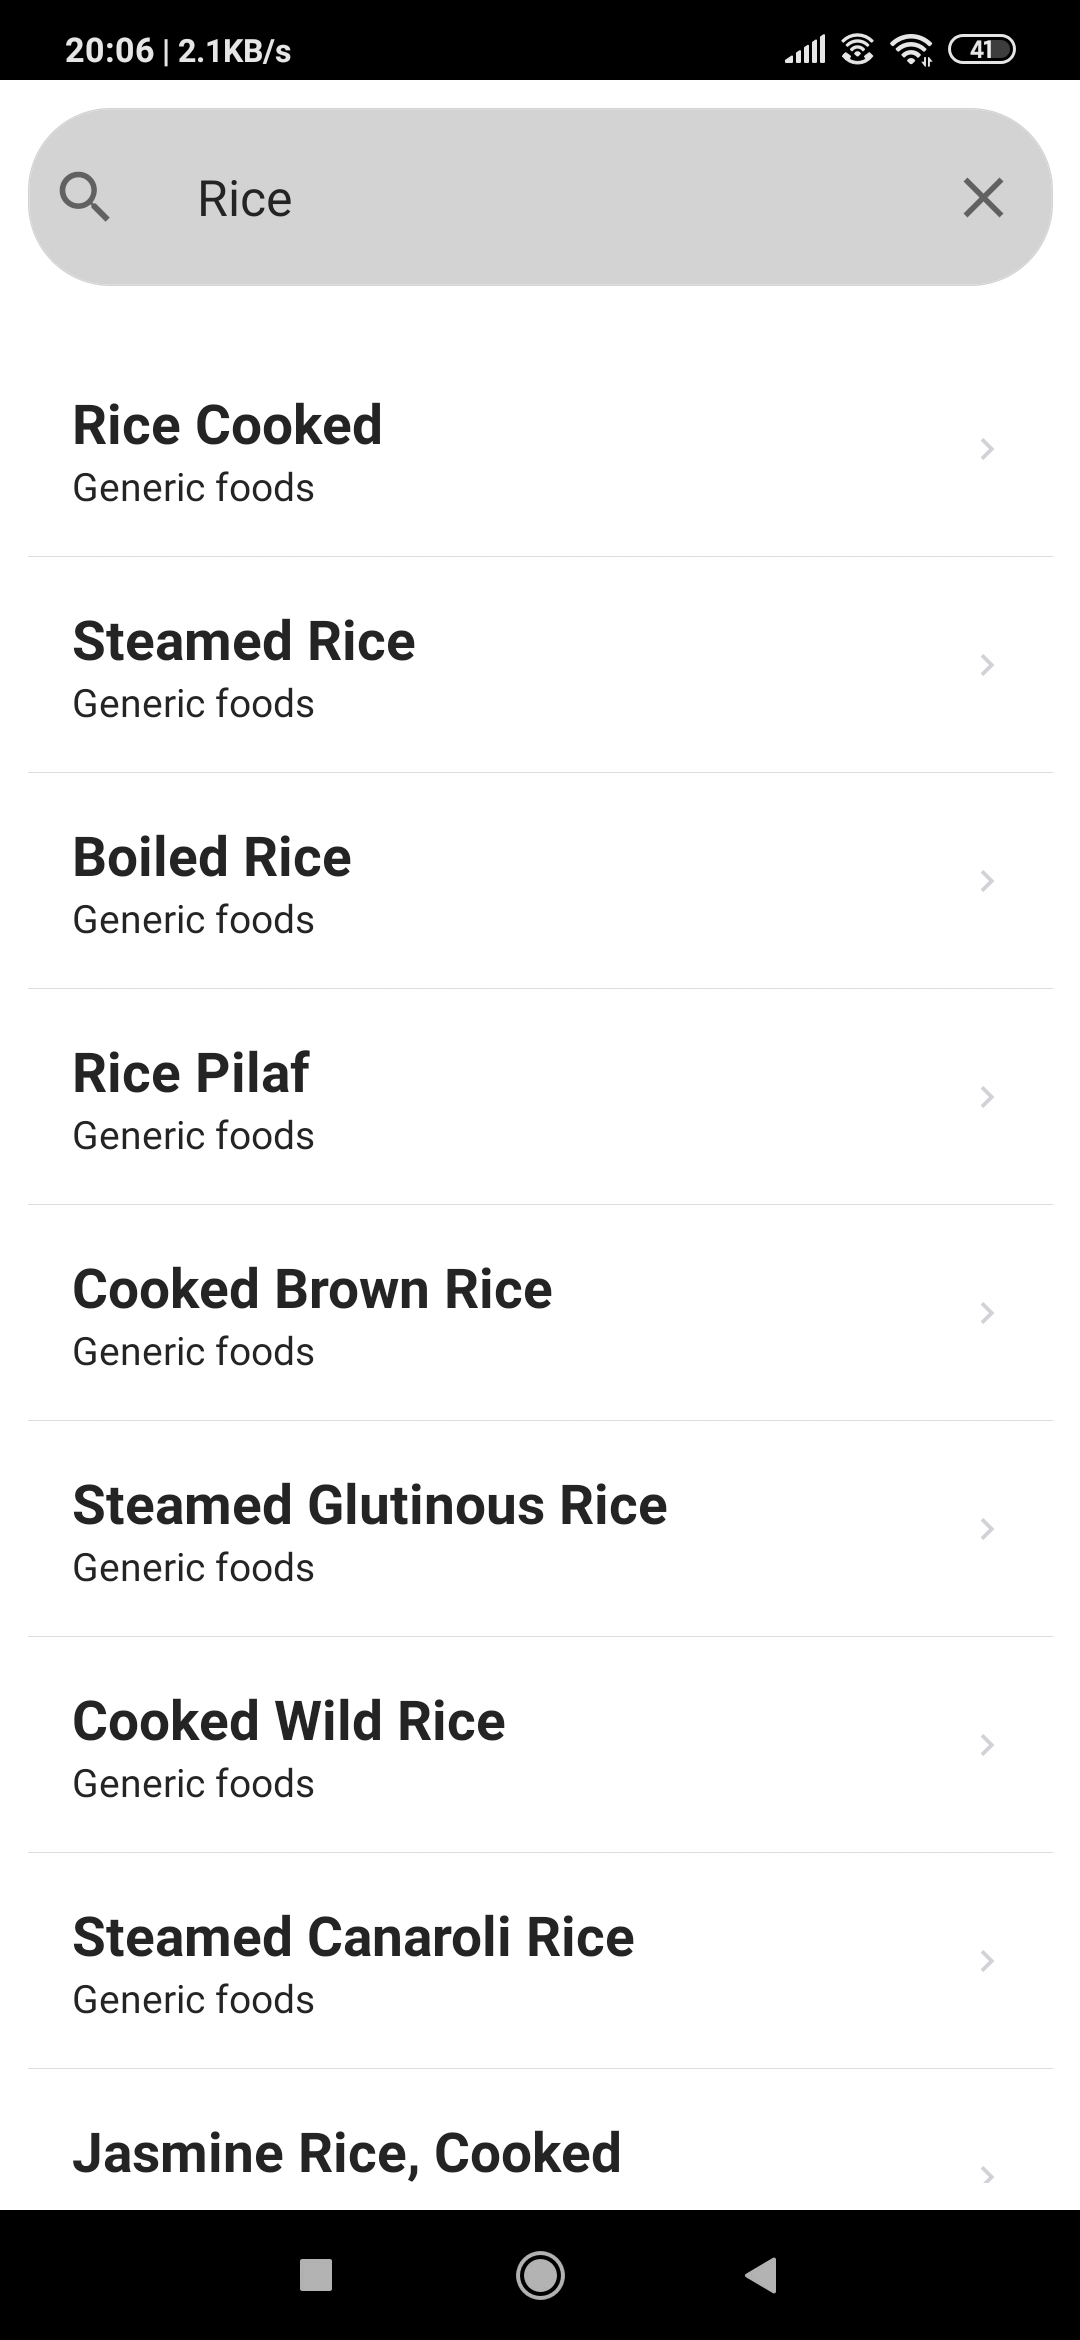 20:06 | 2.1KB/s 41
Rice
Rice Cooked
Generic foods
Steamed Rice
Generic foods
Boiled Rice
Generic foods
Rice Pilaf
Generic foods
Cooked Brown Rice
Generic foods
Steamed Glutinous Rice
Generic foods
Cooked Wild Rice
Generic foods
Steamed Canaroli Rice
Generic foods
Jasmine Rice, Cooked